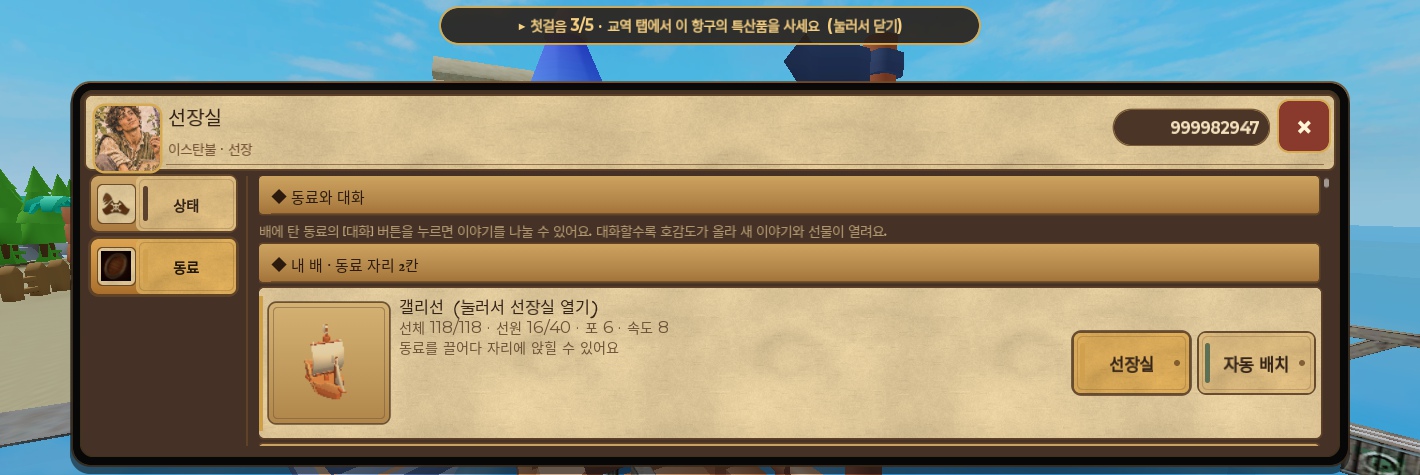 ▸ 첫걸음 3/5 · 교역 탭에서 이 항구의 특산품을 사세요 (눌러서 닫기)
선장실
이스탄불 · 선장
999982947
×
상태
동료
◆ 동료와 대화
배에 탄 동료의 [대화] 버튼을 누르면 이야기를 나눌 수 있어요. 대화할수록 호감도가 올라 새 이야기와 선물이 열려요.
◆ 내 배 · 동료 자리 2칸
갤리선 (눌러서 선장실 열기)
선체 118/118 · 선원 16/40 · 포 6 · 속도 8
동료를 끌어다 자리에 앉힐 수 있어요
선장실
자동 배치